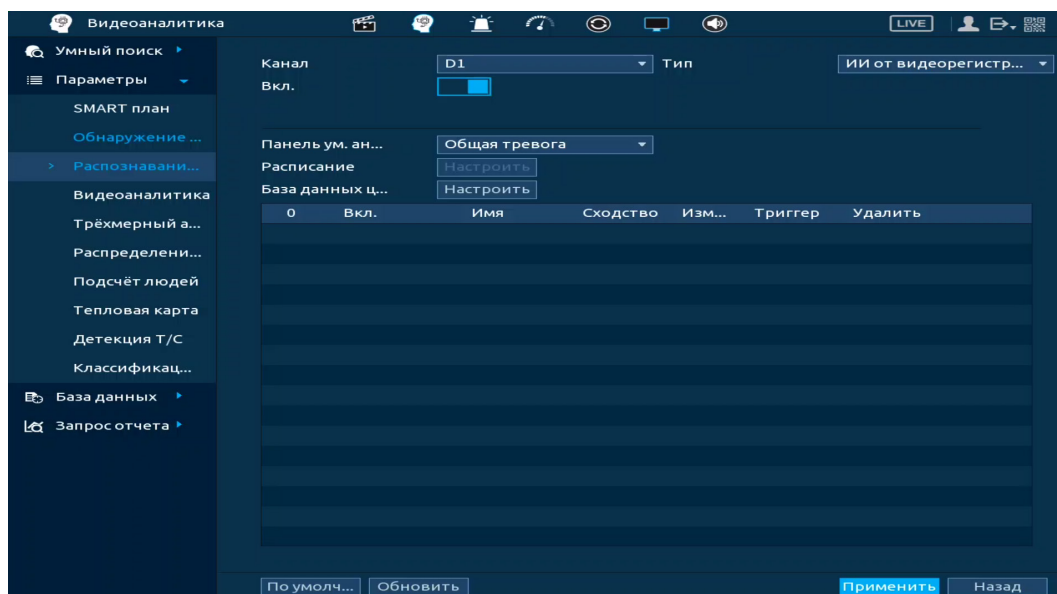 Видеоаналитика LIVE
Умный поиск
Параметры
SMART план
Обнаружение ...
> Распознавани...
Видеоаналитика
Трёхмерный а...
Распределени...
Подсчёт людей
Тепловая карта
Детекция Т/С
Классификац...
База данных
Запрос отчета
Канал D1 Тип ИИ от видеорегистр...
Вкл.
Панель ум. ан... Общая тревога
Расписание Настроить
База данных ц... Настроить
0 Вкл. Имя Сходство Изм... Триггер Удалить
По умолч... Обновить Применить Назад